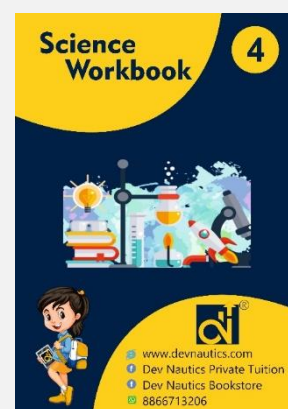 Science
Workbook
4
®
www.devnautics.com
Dev Nautics Private Tuition
Dev Nautics Bookstore
8866713206